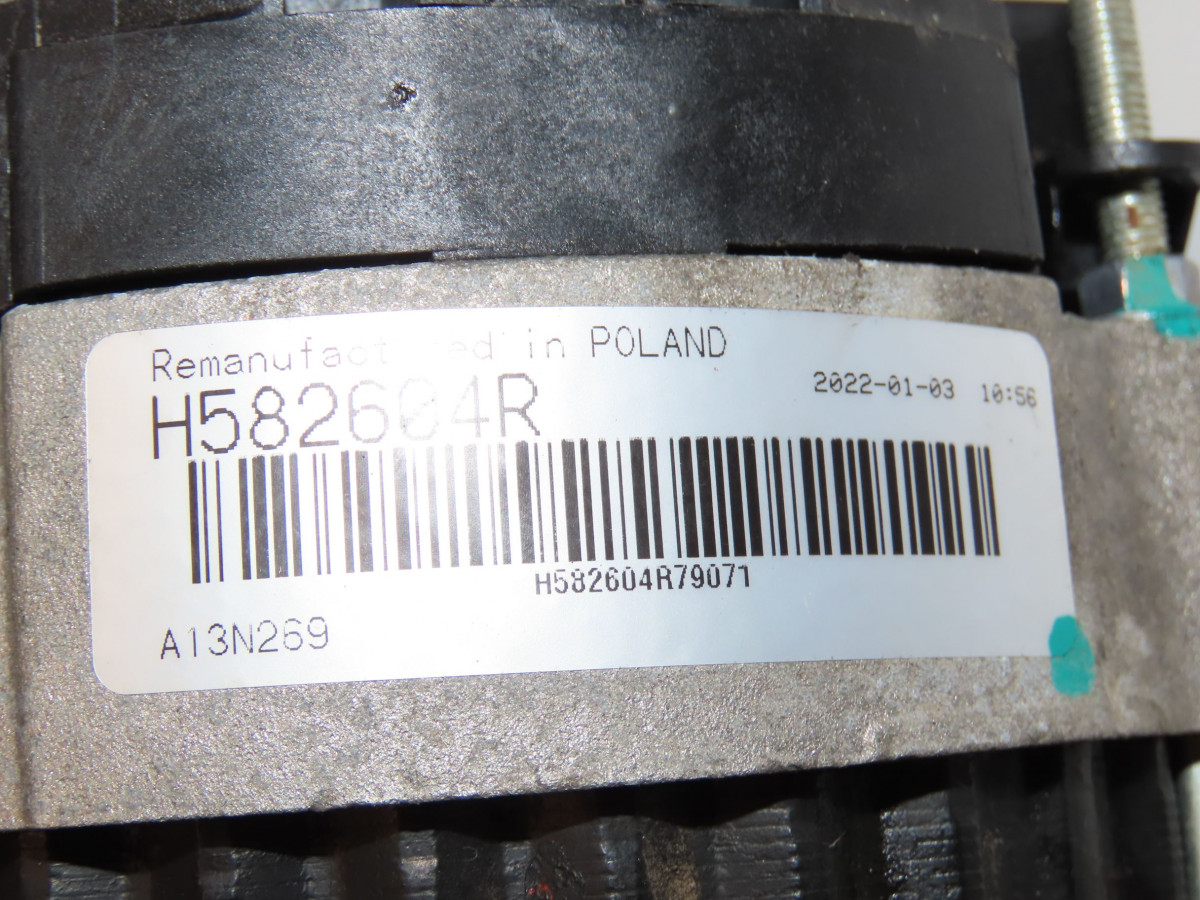 Remanufactured in POLAND
H582604R
2022-01-03 10:56
H582604R79071
A13N269